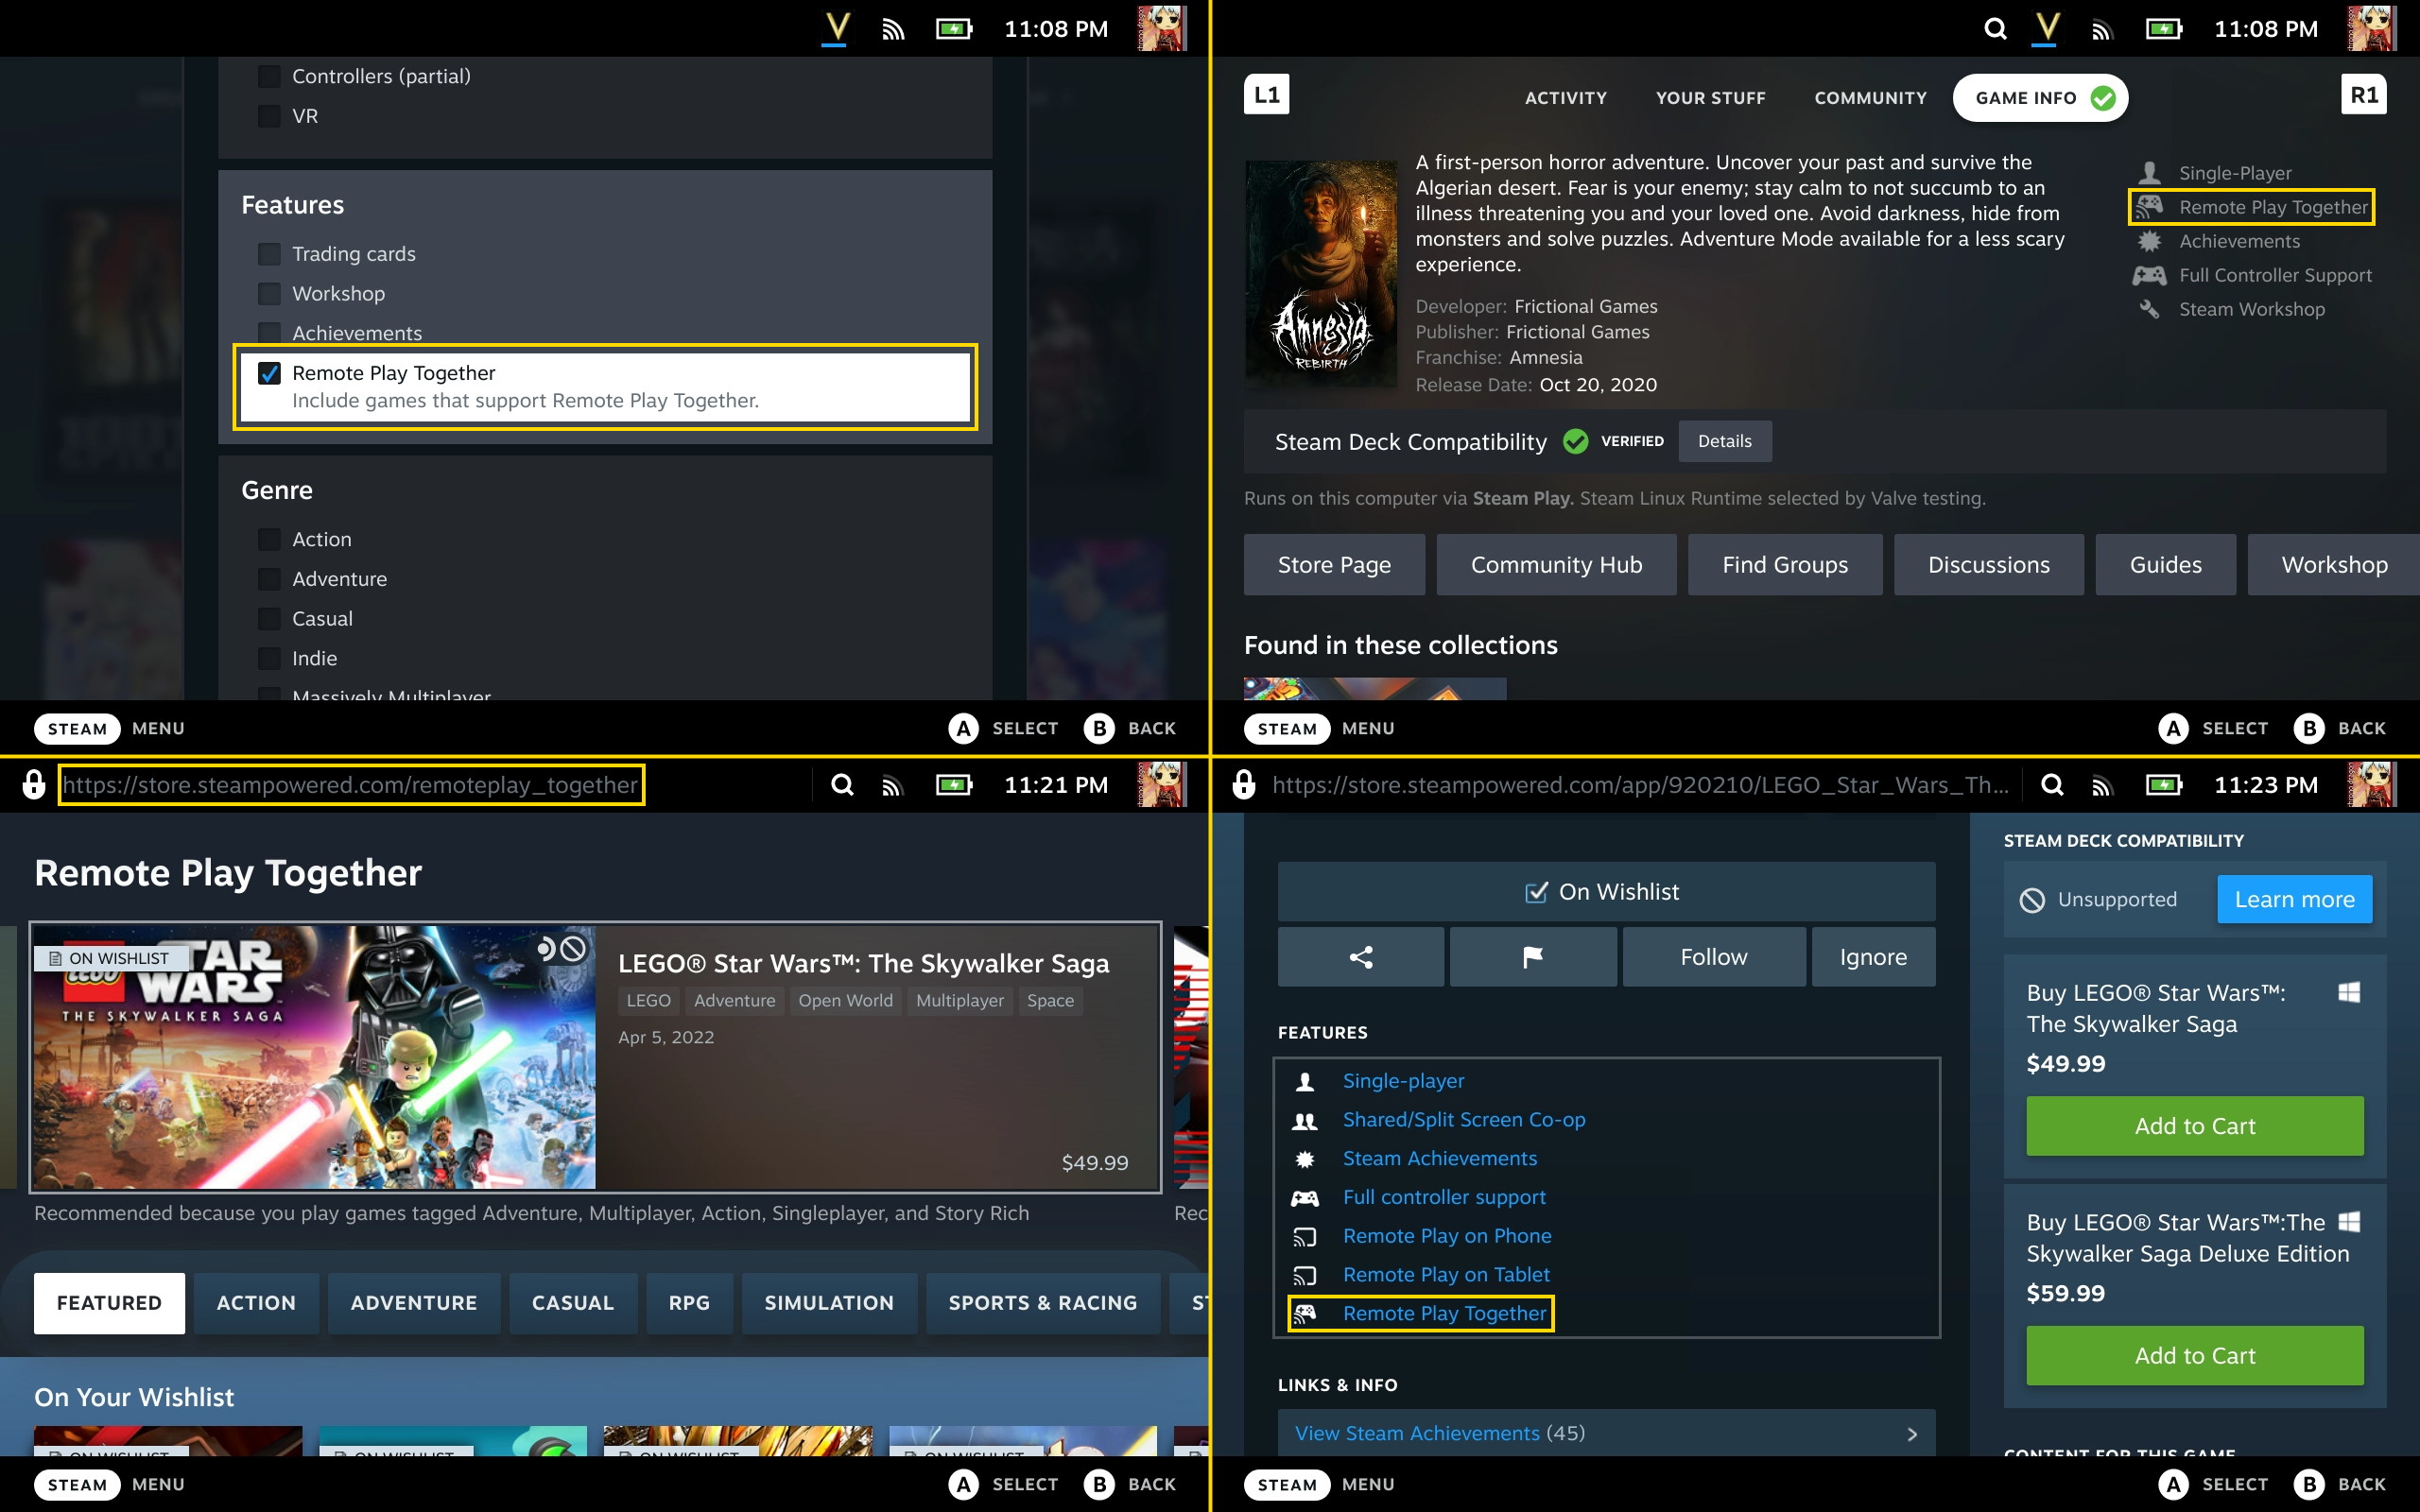 V
11:08 PM
Controllers (partial)
VR
Features
Trading cards
Workshop
Achievements
Remote Play Together
Include games that support Remote Play Together.
Genre
Action
Adventure
Casual
Indie
Massively Multiplayer
STEAM MENU
A SELECT B BACK
V
11:08 PM
L1
ACTIVITY
YOUR STUFF
COMMUNITY
GAME INFO
R1
Amnesia
REBIRTH
A first-person horror adventure. Uncover your past and survive the
Algerian desert. Fear is your enemy; stay calm to not succumb to an
illness threatening you and your loved one. Avoid darkness, hide from
monsters and solve puzzles. Adventure Mode available for a less scary
experience.
Developer: Frictional Games
Publisher: Frictional Games
Franchise: Amnesia
Release Date: Oct 20, 2020
Single-Player
Remote Play Together
Achievements
Full Controller Support
Steam Workshop
Steam Deck Compatibility VERIFIED Details
Runs on this computer via Steam Play. Steam Linux Runtime selected by Valve testing.
Store Page
Community Hub
Find Groups
Discussions
Guides
Workshop
Found in these collections
STEAM MENU
A SELECT B BACK
https://store.steampowered.com/remoteplay_together
11:21 PM
Remote Play Together
ON WISHLIST
LEGO
STAR
WARS
THE SKYWALKER SAGA
LEGO® Star Wars™: The Skywalker Saga
LEGO Adventure Open World Multiplayer Space
Apr 5, 2022
$49.99
Recommended because you play games tagged Adventure, Multiplayer, Action, Singleplayer, and Story Rich
Rec
FEATURED
ACTION
ADVENTURE
CASUAL
RPG
SIMULATION
SPORTS & RACING
On Your Wishlist
ON WISHLIST
ON WISHLIST
ON WISHLIST
ON WISHLIST
STEAM MENU
A SELECT B BACK
https://store.steampowered.com/app/920210/LEGO_Star_Wars_Th...
11:23 PM
On Wishlist
Follow
Ignore
FEATURES
Single-player
Shared/Split Screen Co-op
Steam Achievements
Full controller support
Remote Play on Phone
Remote Play on Tablet
Remote Play Together
LINKS & INFO
View Steam Achievements (45)
STEAM DECK COMPATIBILITY
Unsupported
Learn more
Buy LEGO® Star Wars™:
The Skywalker Saga
$49.99
Add to Cart
Buy LEGO® Star Wars™:The
Skywalker Saga Deluxe Edition
$59.99
Add to Cart
CONTENT FOR THIS GAME
STEAM MENU
A SELECT B BACK